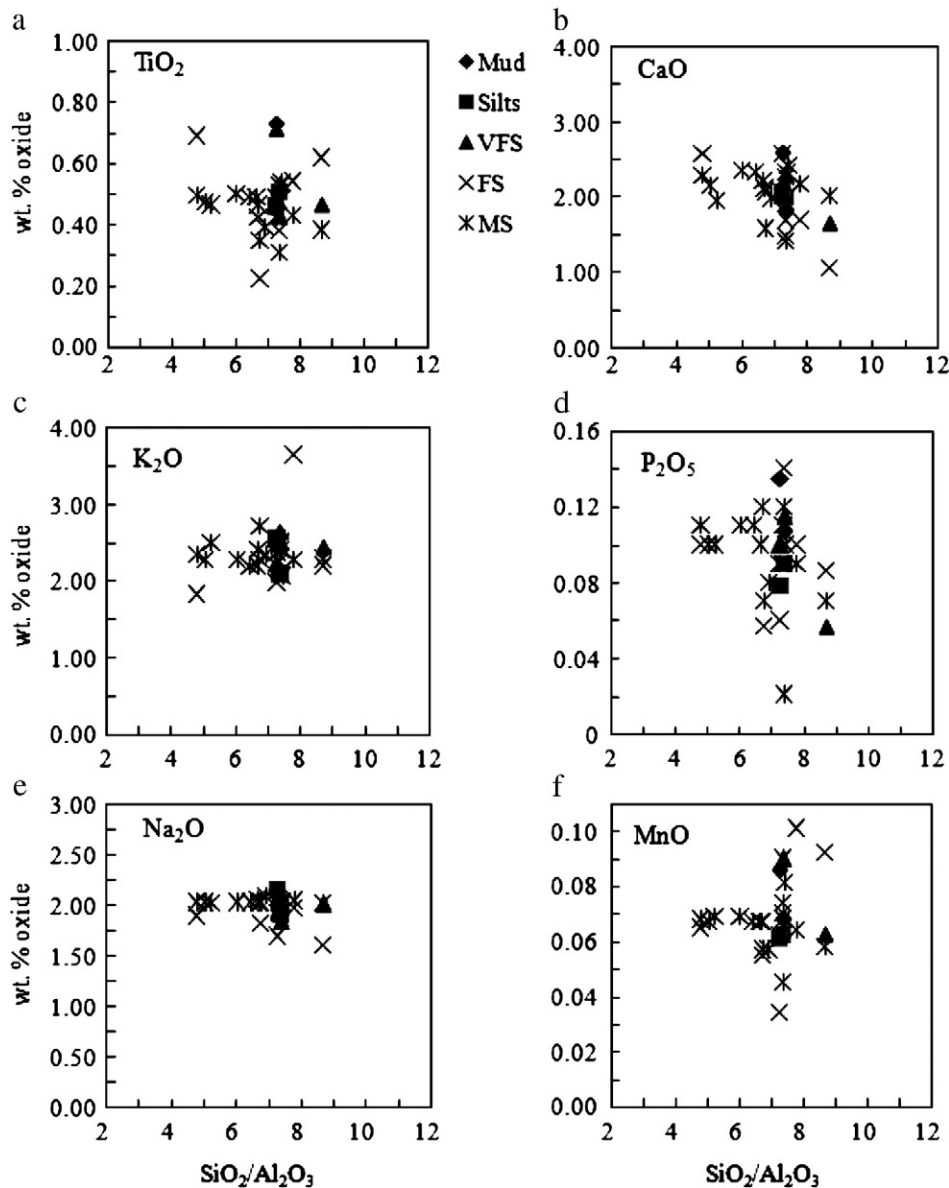 a
TiO2
wt. % oxide
1.00
0.80
0.60
0.40
0.20
0.00
2 4 6 8 10 12
Mud
Silts
VFS
FS
MS
b
CaO
4.00
3.00
2.00
1.00
0.00
2 4 6 8 10 12
c
K2O
wt. % oxide
4.00
3.00
2.00
1.00
0.00
2 4 6 8 10 12
d
P2O5
0.16
0.12
0.08
0.04
0
2 4 6 8 10 12
e
Na2O
wt. % oxide
3.00
2.50
2.00
1.50
1.00
0.50
0.00
2 4 6 8 10 12
SiO2/Al2O3
f
MnO
0.10
0.08
0.06
0.04
0.02
0.00
2 4 6 8 10 12
SiO2/Al2O3